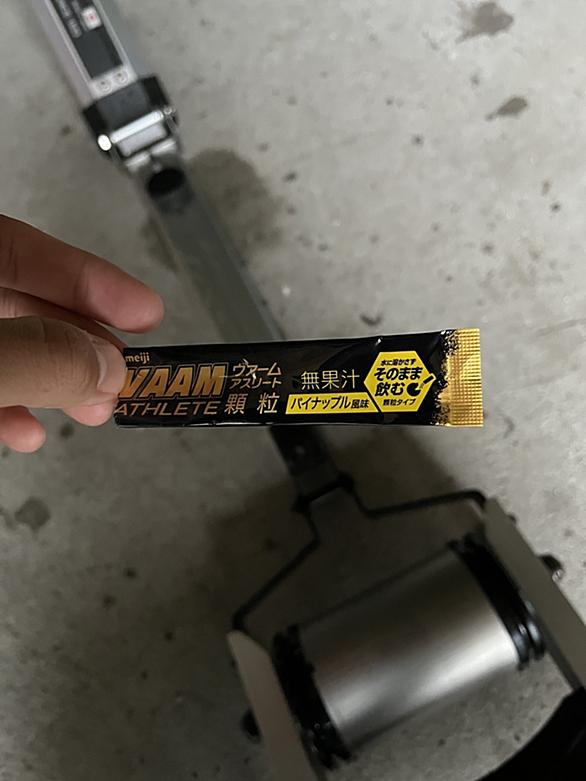 meiji
VAAM
ATHLETE
ヴァーム
アスリート
顆粒
無果汁
パイナップル風味
水に溶かさず
そのまま
飲む
顆粒タイプ